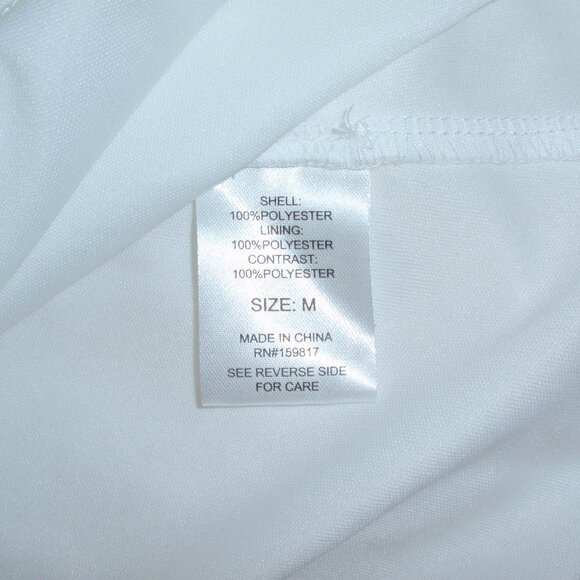 SHELL:
100%POLYESTER
LINING:
100%POLYESTER
CONTRAST:
100%POLYESTER
SIZE: M
MADE IN CHINA
RN#159817
SEE REVERSE SIDE
FOR CARE